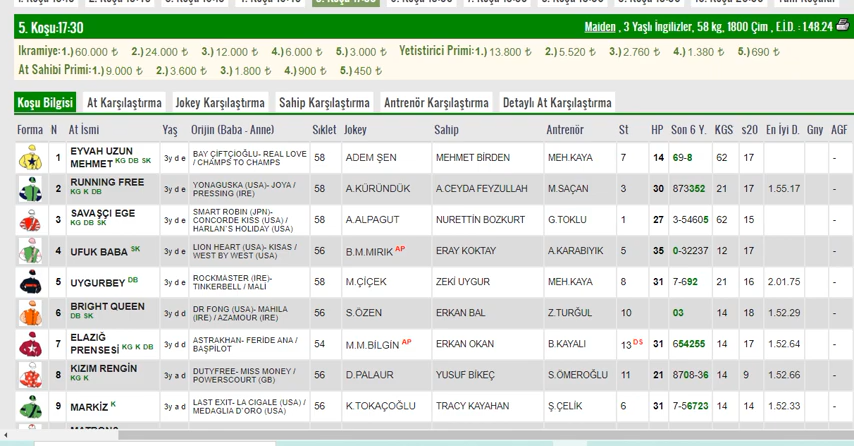 5. Koşu:17:30 Maiden , 3 Yaşlı İngilizler, 58 kg, 1800 Çim , E.İ.D. : 1.48.24
Ikramiye:1.) 60.000 ₺ 2.) 24.000 ₺ 3.) 12.000 ₺ 4.) 6.000 ₺ 5.) 3.000 ₺ Yetistirici Primi:1.) 13.800 ₺ 2.) 5.520 ₺ 3.) 2.760 ₺ 4.) 1.380 ₺ 5.) 690 ₺
At Sahibi Primi:1.) 9.000 ₺ 2.) 3.600 ₺ 3.) 1.800 ₺ 4.) 900 ₺ 5.) 450 ₺
Koşu Bilgisi At Karşılaştırma Jokey Karşılaştırma Sahip Karşılaştırma Antrenör Karşılaştırma Detaylı At Karşılaştırma
Forma N At İsmi Yaş Orijin (Baba - Anne) Sıklet Jokey Sahip Antrenör St HP Son 6 Y. KGS s20 En İyi D. Gny AGF
1 EYVAH UZUN MEHMET KG DB SK 3y d e BAY ÇİFTÇİOĞLU- REAL LOVE / CHAMPS TO CHAMPS 58 ADEM ŞEN MEHMET BİRDEN MEH.KAYA 7 14 69-8 62 17 -
2 RUNNING FREE KG K DB 3y d e YONAGUSKA (USA)- JOYA / PRESSING (IRE) 58 A.KÜRÜNDÜK A.CEYDA FEYZULLAH M.SAÇAN 3 30 873352 21 17 1.55.17 -
3 SAVAŞÇI EGE KG DB SK 3y d e SMART ROBIN (JPN)- CONCORDE KISS (USA) / HARLAN`S HOLIDAY (USA) 58 A.ALPAGUT NURETTİN BOZKURT G.TOKLU 1 27 3-54605 62 15 -
4 UFUK BABA SK 3y d e LION HEART (USA)- KISAS / WEST BY WEST (USA) 56 B.M.MIRIK AP ERAY KOKTAY A.KARABIYIK 5 35 0-32237 12 17 -
5 UYGURBEY DB 3y d e ROCKMASTER (IRE)- TINKERBELL / MALİ 58 M.ÇİÇEK ZEKİ UYGUR MEH.KAYA 8 31 7-692 21 16 2.01.75 -
6 BRIGHT QUEEN DB SK 3y d d DR FONG (USA)- MAHILA (IRE) / AZAMOUR (IRE) 56 S.ÖZEN ERKAN BAL Z.TURĞUL 10 03 14 18 1.52.29 -
7 ELAZIĞ PRENSESİ KG K DB 3y d d ASTRAKHAN- FERİDE ANA / BAŞPİLOT 54 M.M.BİLGİN AP ERKAN OKAN B.KAYALI 13 DS 31 654255 14 17 1.52.64 -
8 KIZIM RENGİN KG K 3y a d DUTYFREE- MISS MONEY / POWERSCOURT (GB) 56 D.PALAUR YUSUF BİKEÇ S.ÖMEROĞLU 11 21 8708-36 14 9 1.52.66 -
9 MARKİZ K 3y a d LAST EXIT- LA CIGALE (USA) / MEDAGLIA D`ORO (USA) 56 K.TOKAÇOĞLU TRACY KAYAHAN Ş.ÇELİK 6 31 7-56723 14 14 1.52.33 -